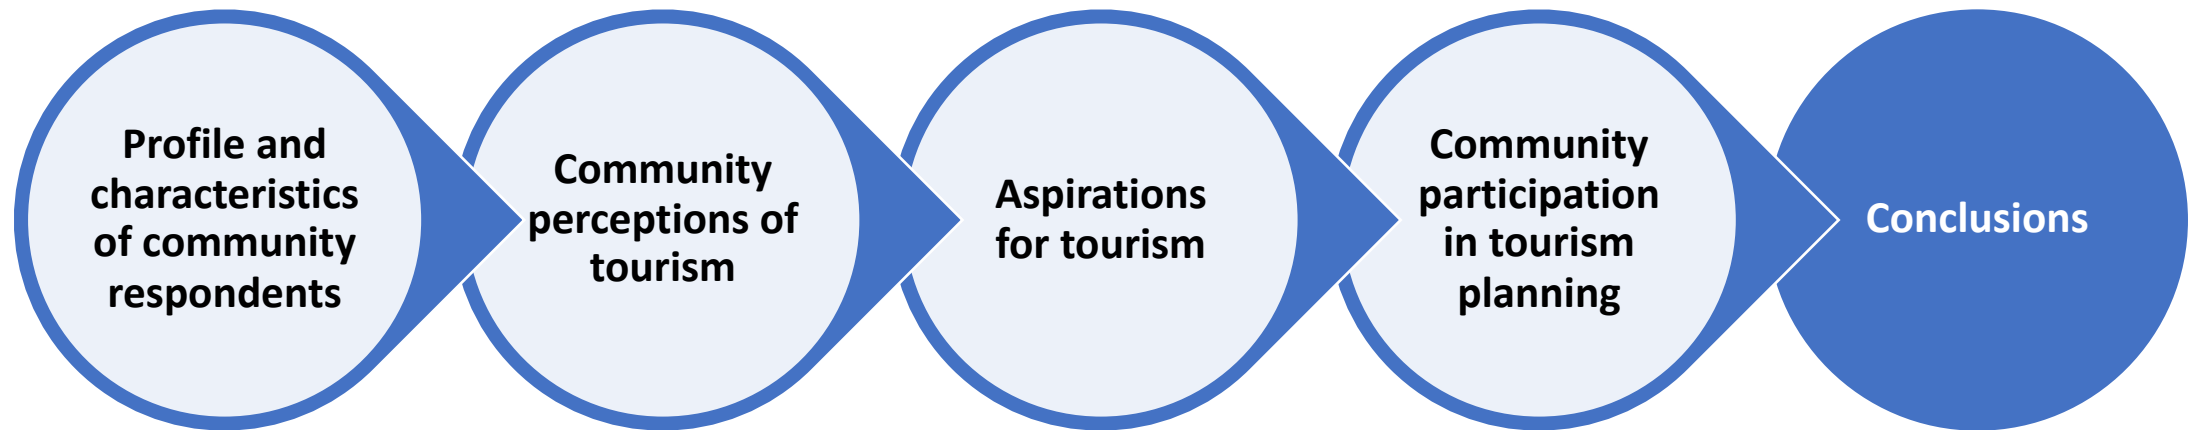 Profile and
characteristics
of community
respondents
Community
perceptions of
tourism
Aspirations
for tourism
Community
participation
in tourism
planning
Conclusions